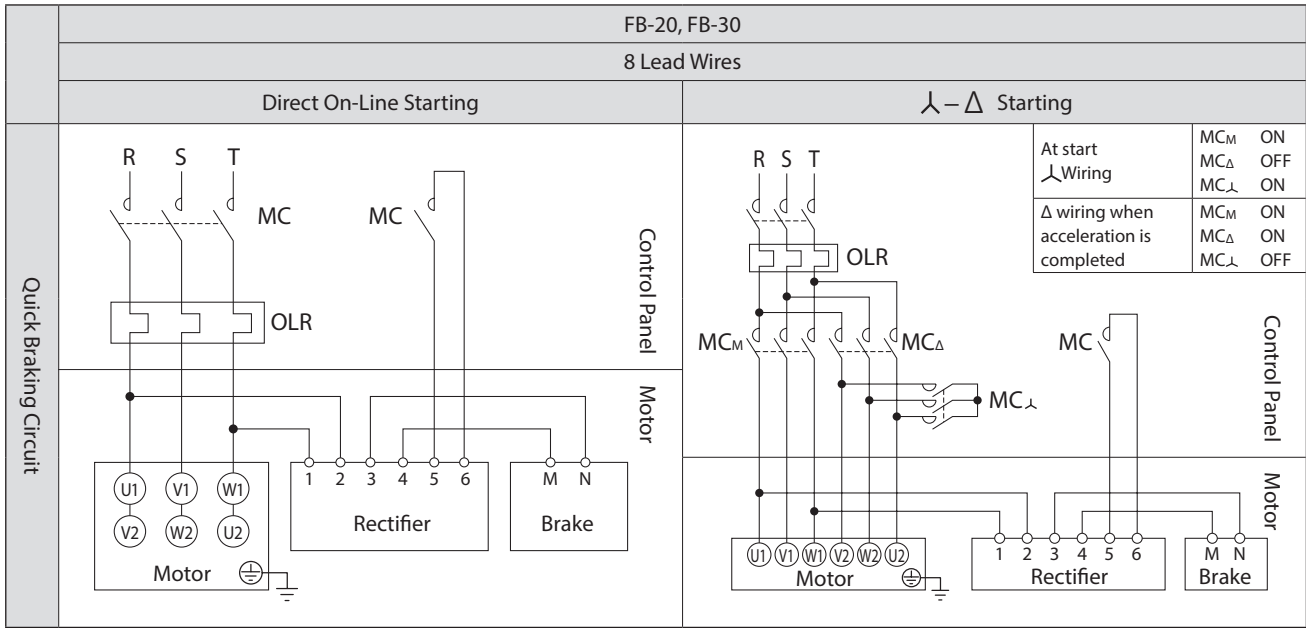 FB-20, FB-30
8 Lead Wires
Direct On-Line Starting
⅄ – Δ Starting
Quick Braking Circuit
R S T
MC
MC
OLR
Control Panel
Motor
U1 V1 W1
V2 W2 U2
Motor
1 2 3 4 5 6
Rectifier
M N
Brake
R S T
At start
⅄ Wiring
MCM ON
MCΔ OFF
MC⅄ ON
Δ wiring when
acceleration is
completed
MCM ON
MCΔ ON
MC⅄ OFF
OLR
MCM
MCΔ
MC
MC⅄
Control Panel
Motor
U1 V1 W1 V2 W2 U2
Motor
1 2 3 4 5 6
Rectifier
M N
Brake